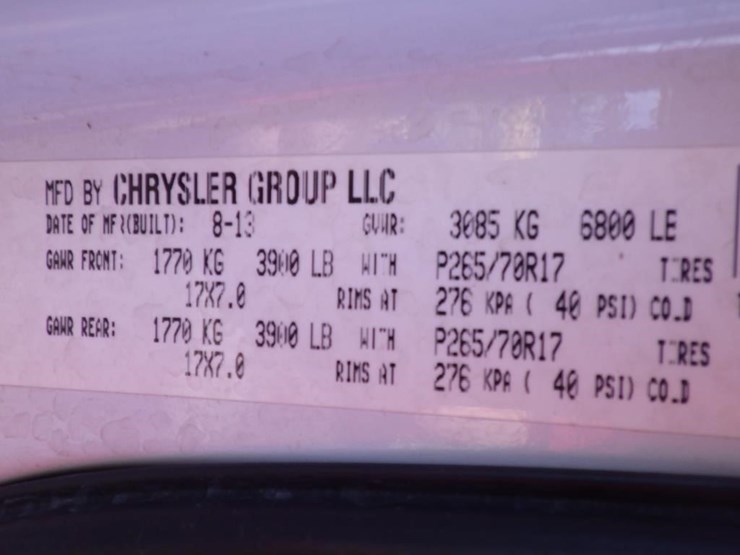 MFD BY CHRYSLER GROUP LLC
DATE OF MFR(BUILT): 8-13 GVWR: 3085 KG 6800 LB
GAWR FRONT: 1770 KG 3900 LB WITH P265/70R17 TIRES
17X7.0 RIMS AT 276 KPA ( 40 PSI) COLD
GAWR REAR: 1770 KG 3900 LB WITH P265/70R17 TIRES
17X7.0 RIMS AT 276 KPA ( 40 PSI) COLD